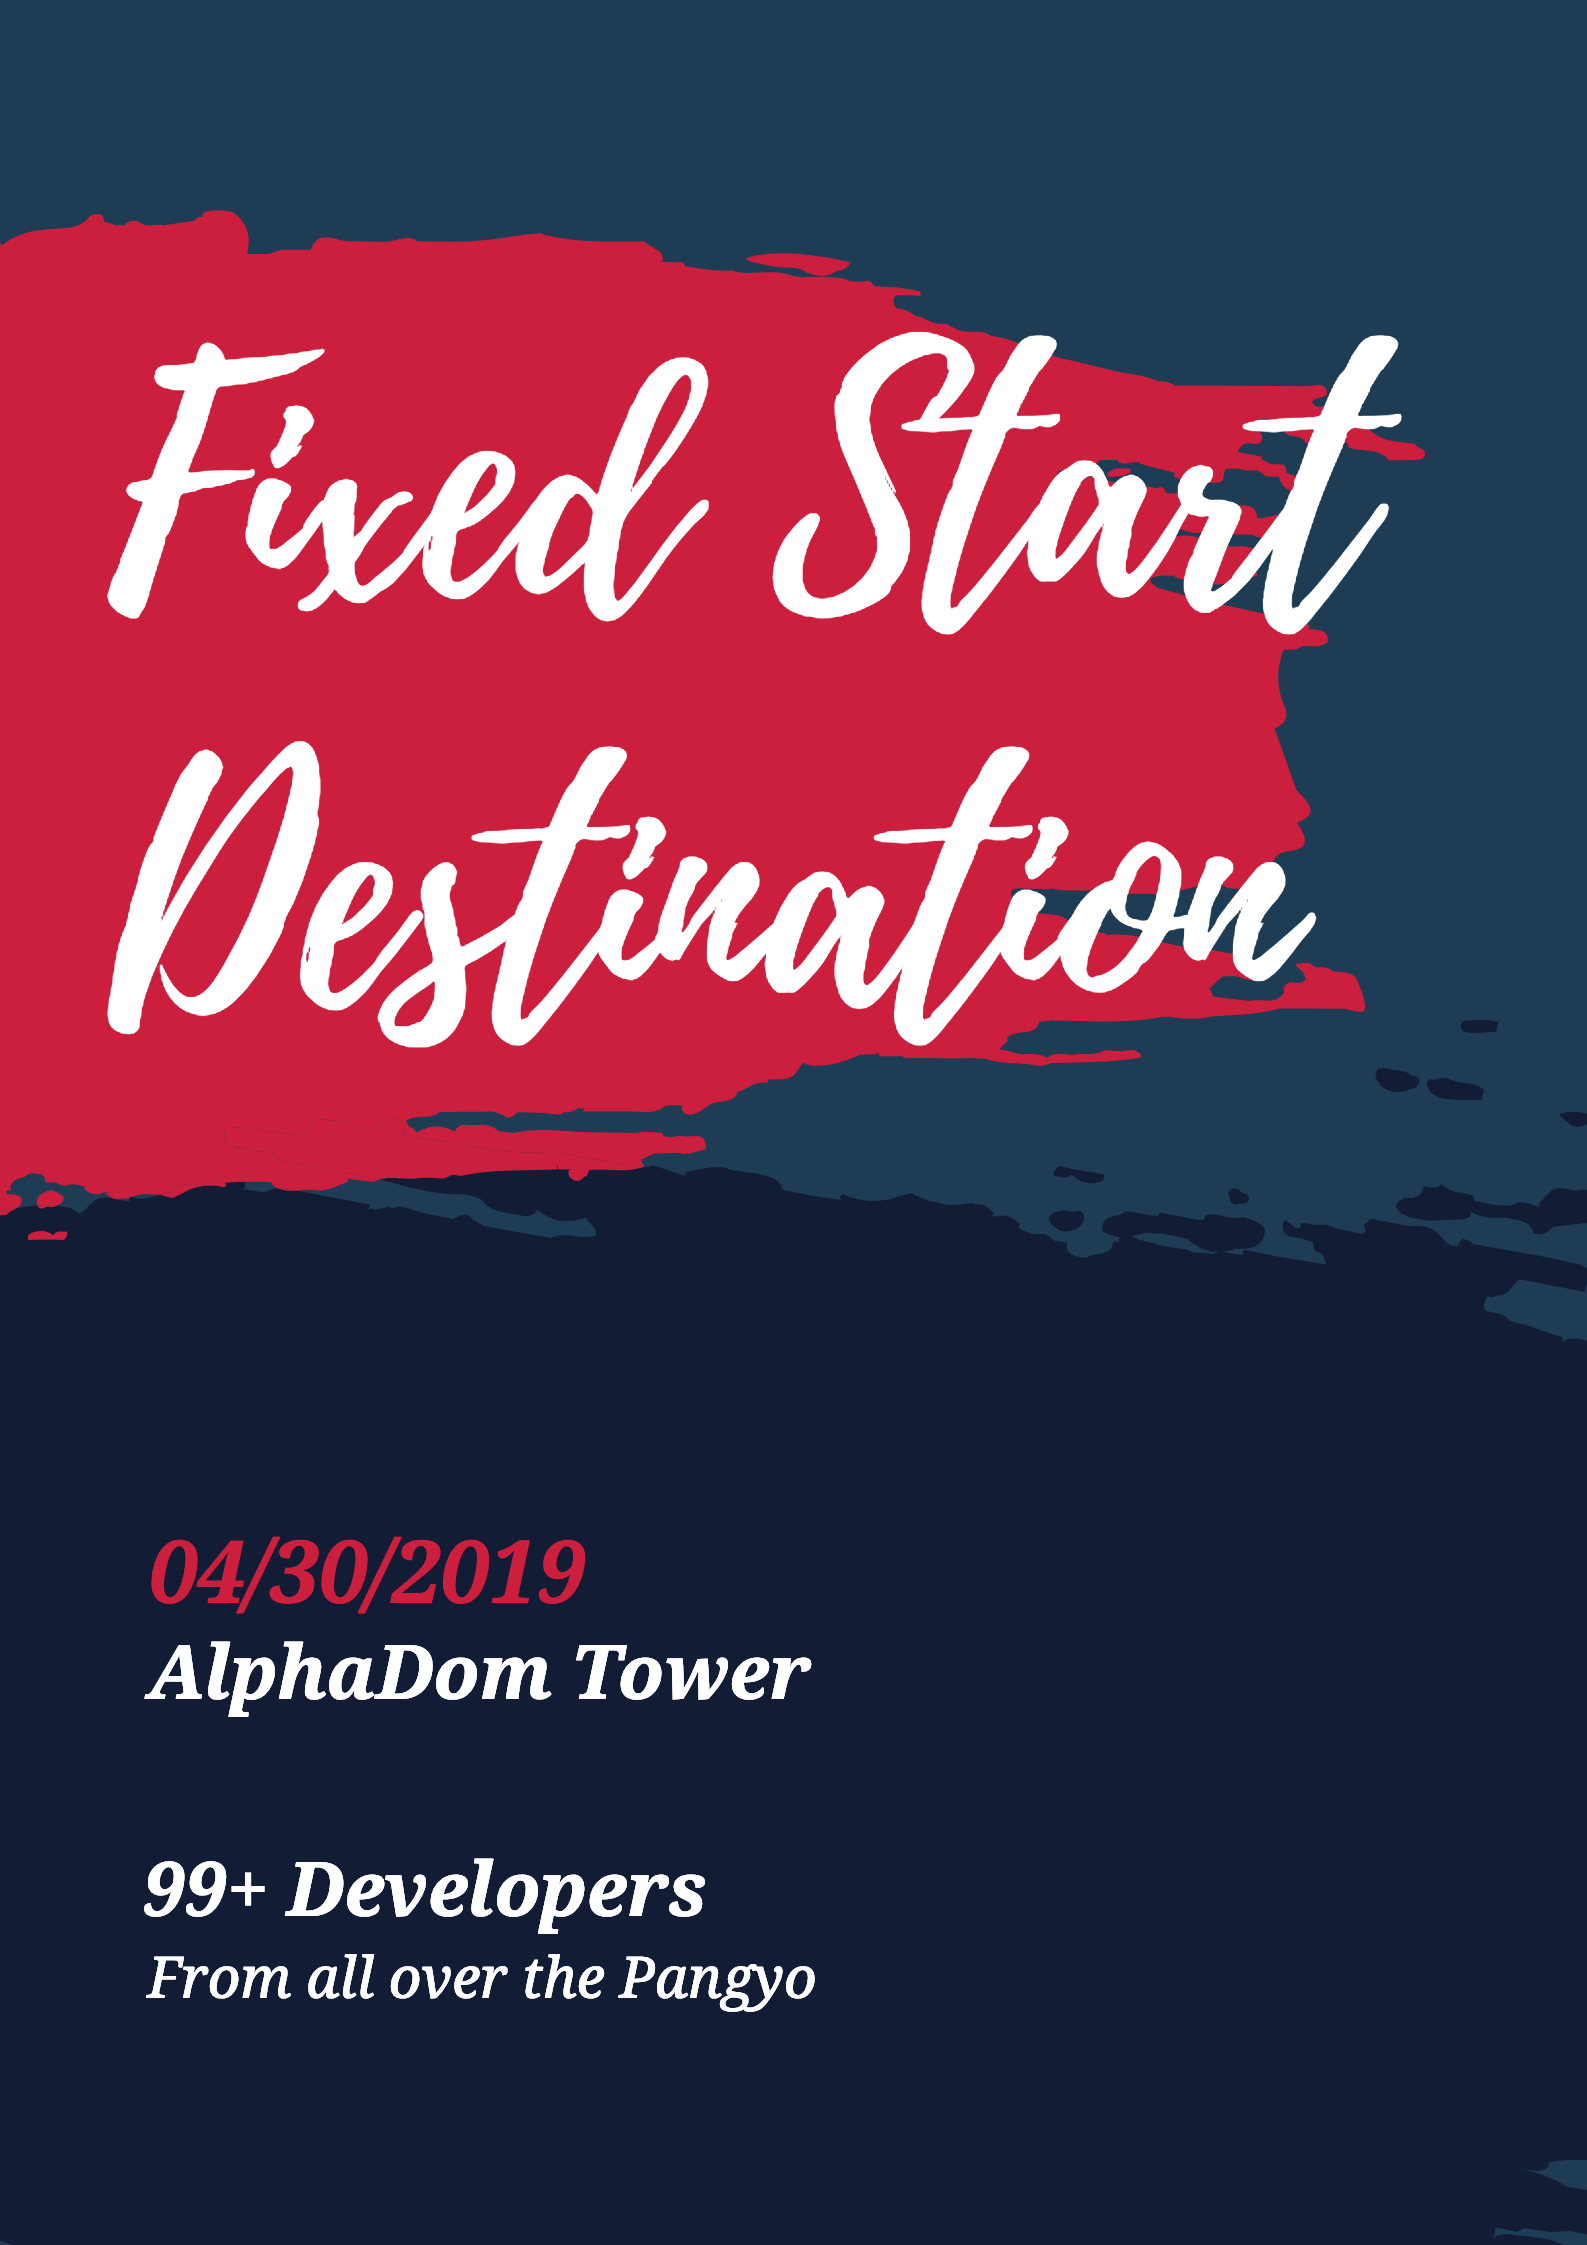 Fixed Start
Destination
04/30/2019
AlphaDom Tower
99+ Developers
From all over the Pangyo